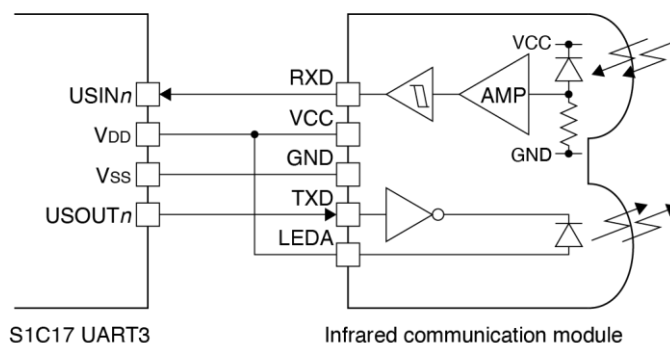 USINn
VDD
VSS
USOUTn
S1C17 UART3
RXD
VCC
GND
TXD
LEDA
AMP
VCC
GND
Infrared communication module